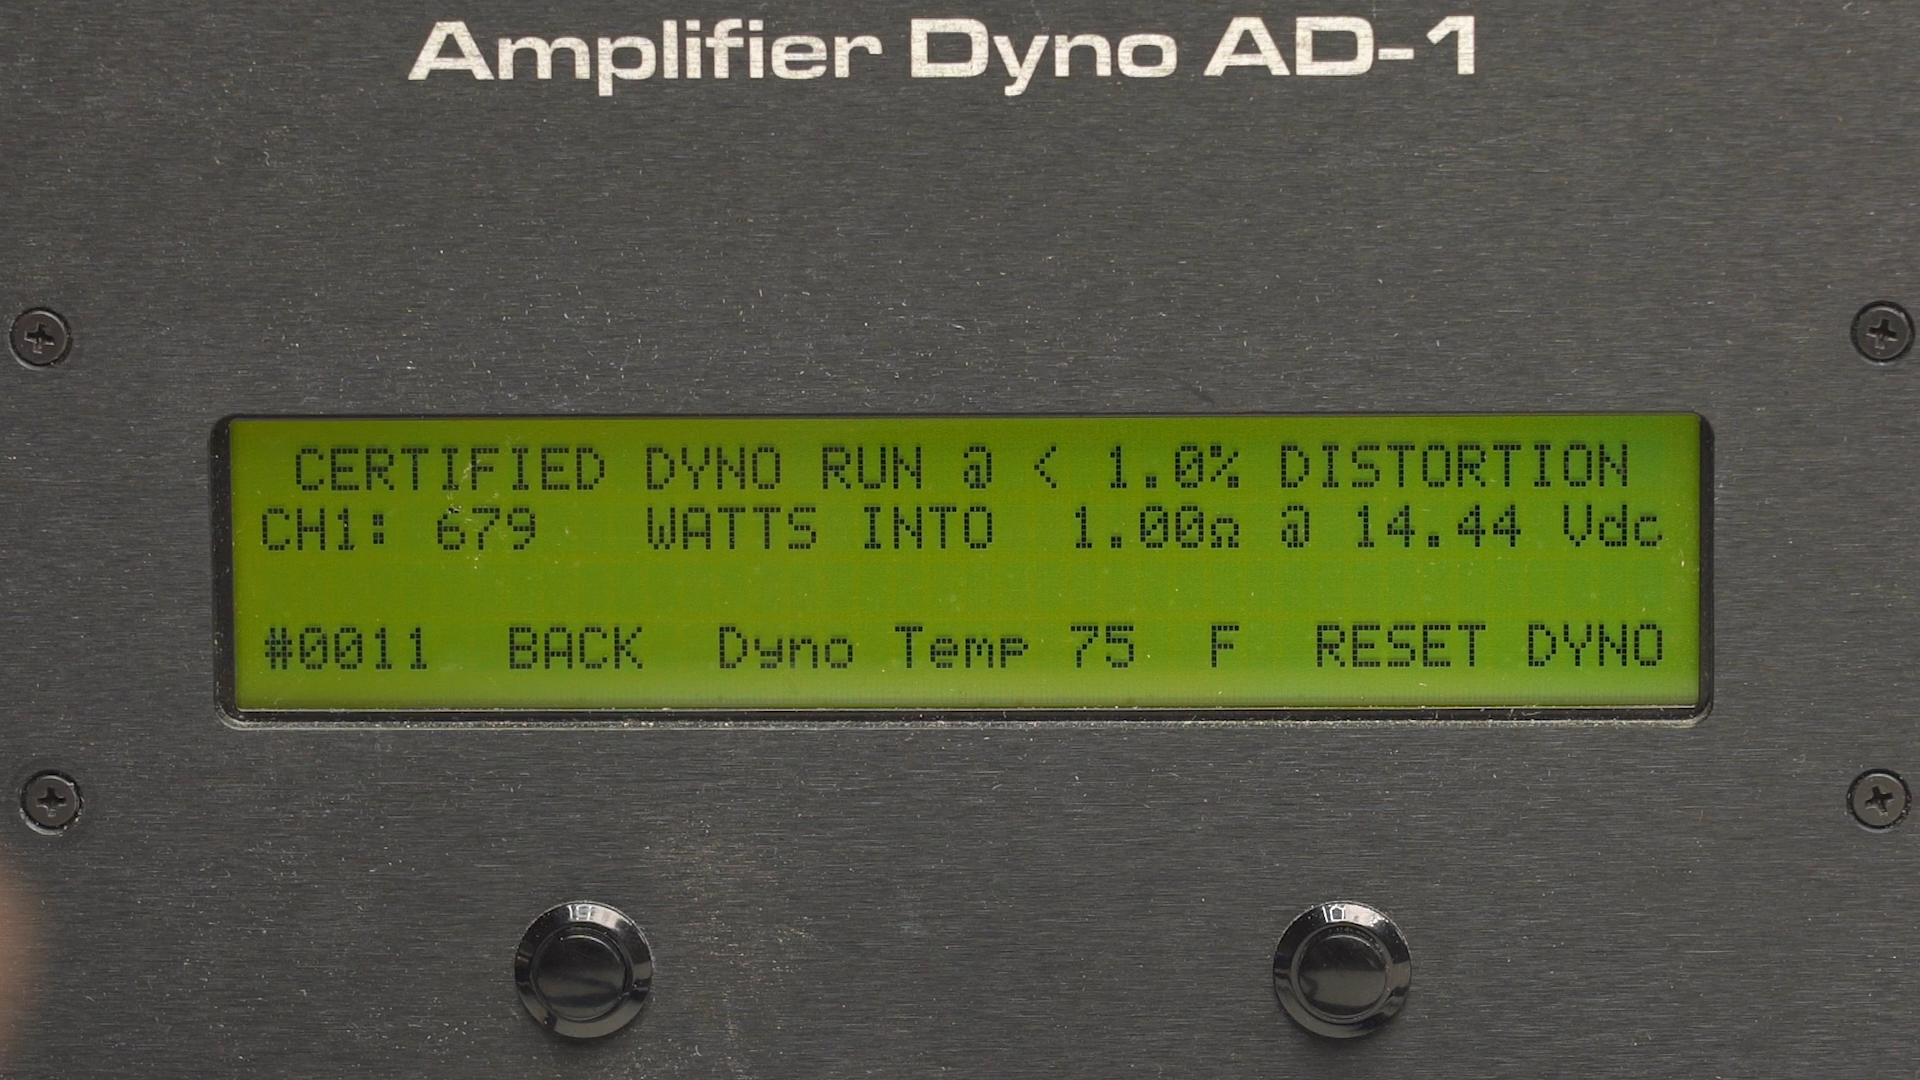 Amplifier Dyno AD-1
CERTIFIED DYNO RUN @ < 1.0% DISTORTION
CH1: 679 WATTS INTO 1.00Ω @ 14.44 Vdc
#0011 BACK Dyno Temp 75 F RESET DYNO